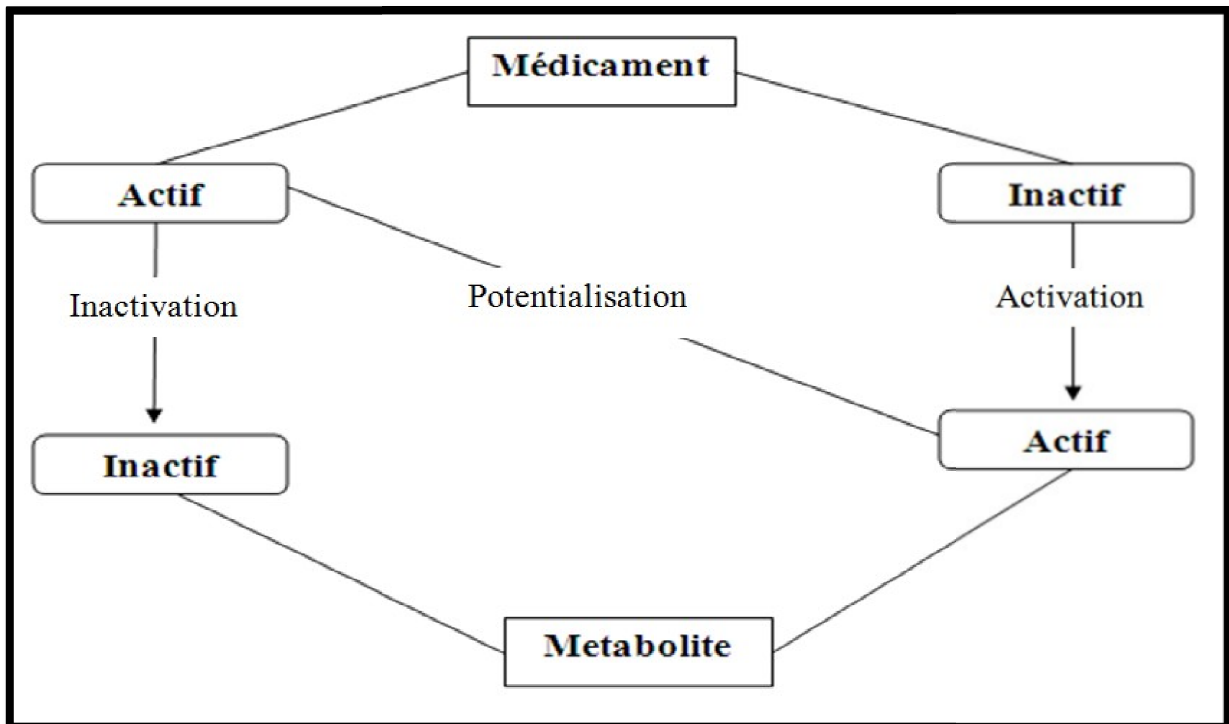 Médicament
Actif
Inactif
Inactivation
Potentialisation
Activation
Inactif
Actif
Metabolite